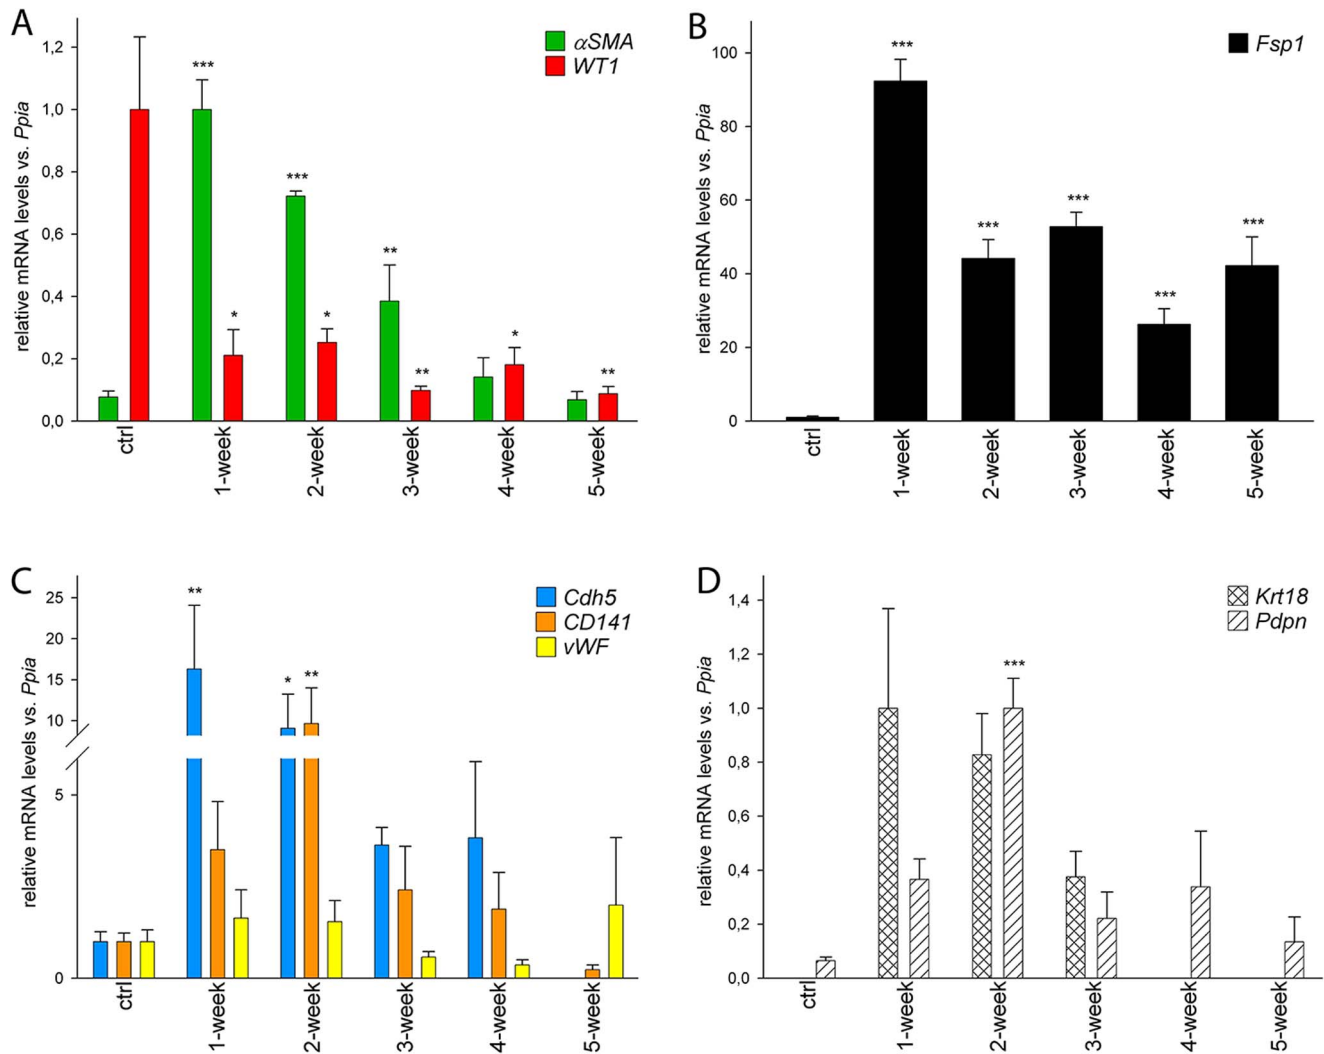 A
relative mRNA levels vs. Ppia
1,2
1,0
0,8
0,6
0,4
0,2
0,0
αSMA
WT1
***
*
***
*
**
**
*
**
ctrl
1-week
2-week
3-week
4-week
5-week
B
relative mRNA levels vs. Ppia
100
80
60
40
20
0
Fsp1
***
***
***
***
***
ctrl
1-week
2-week
3-week
4-week
5-week
C
relative mRNA levels vs. Ppia
25
20
15
10
5
0
Cdh5
CD141
vWF
**
*
**
ctrl
1-week
2-week
3-week
4-week
5-week
D
relative mRNA levels vs. Ppia
1,4
1,2
1,0
0,8
0,6
0,4
0,2
0,0
Krt18
Pdpn
***
ctrl
1-week
2-week
3-week
4-week
5-week